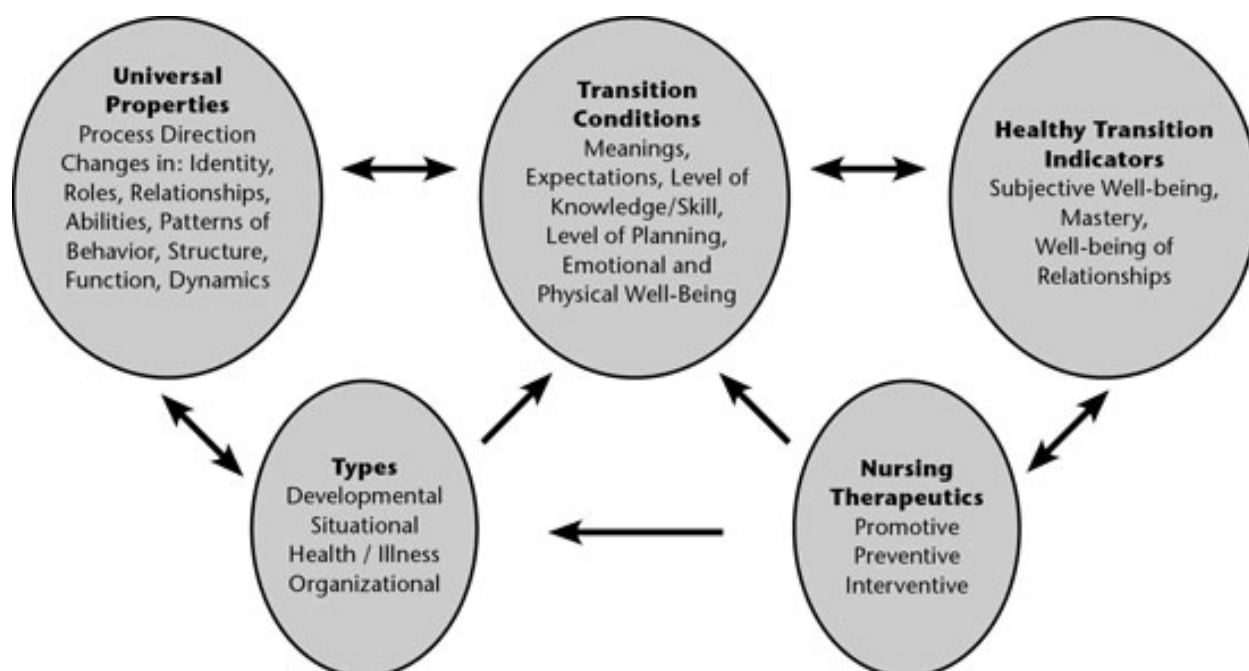 Universal
Properties
Process Direction
Changes in: Identity,
Roles, Relationships,
Abilities, Patterns of
Behavior, Structure,
Function, Dynamics
Transition
Conditions
Meanings,
Expectations, Level of
Knowledge/Skill,
Level of Planning,
Emotional and
Physical Well-Being
Healthy Transition
Indicators
Subjective Well-being,
Mastery,
Well-being of
Relationships
Types
Developmental
Situational
Health / Illness
Organizational
Nursing
Therapeutics
Promotive
Preventive
Interventive